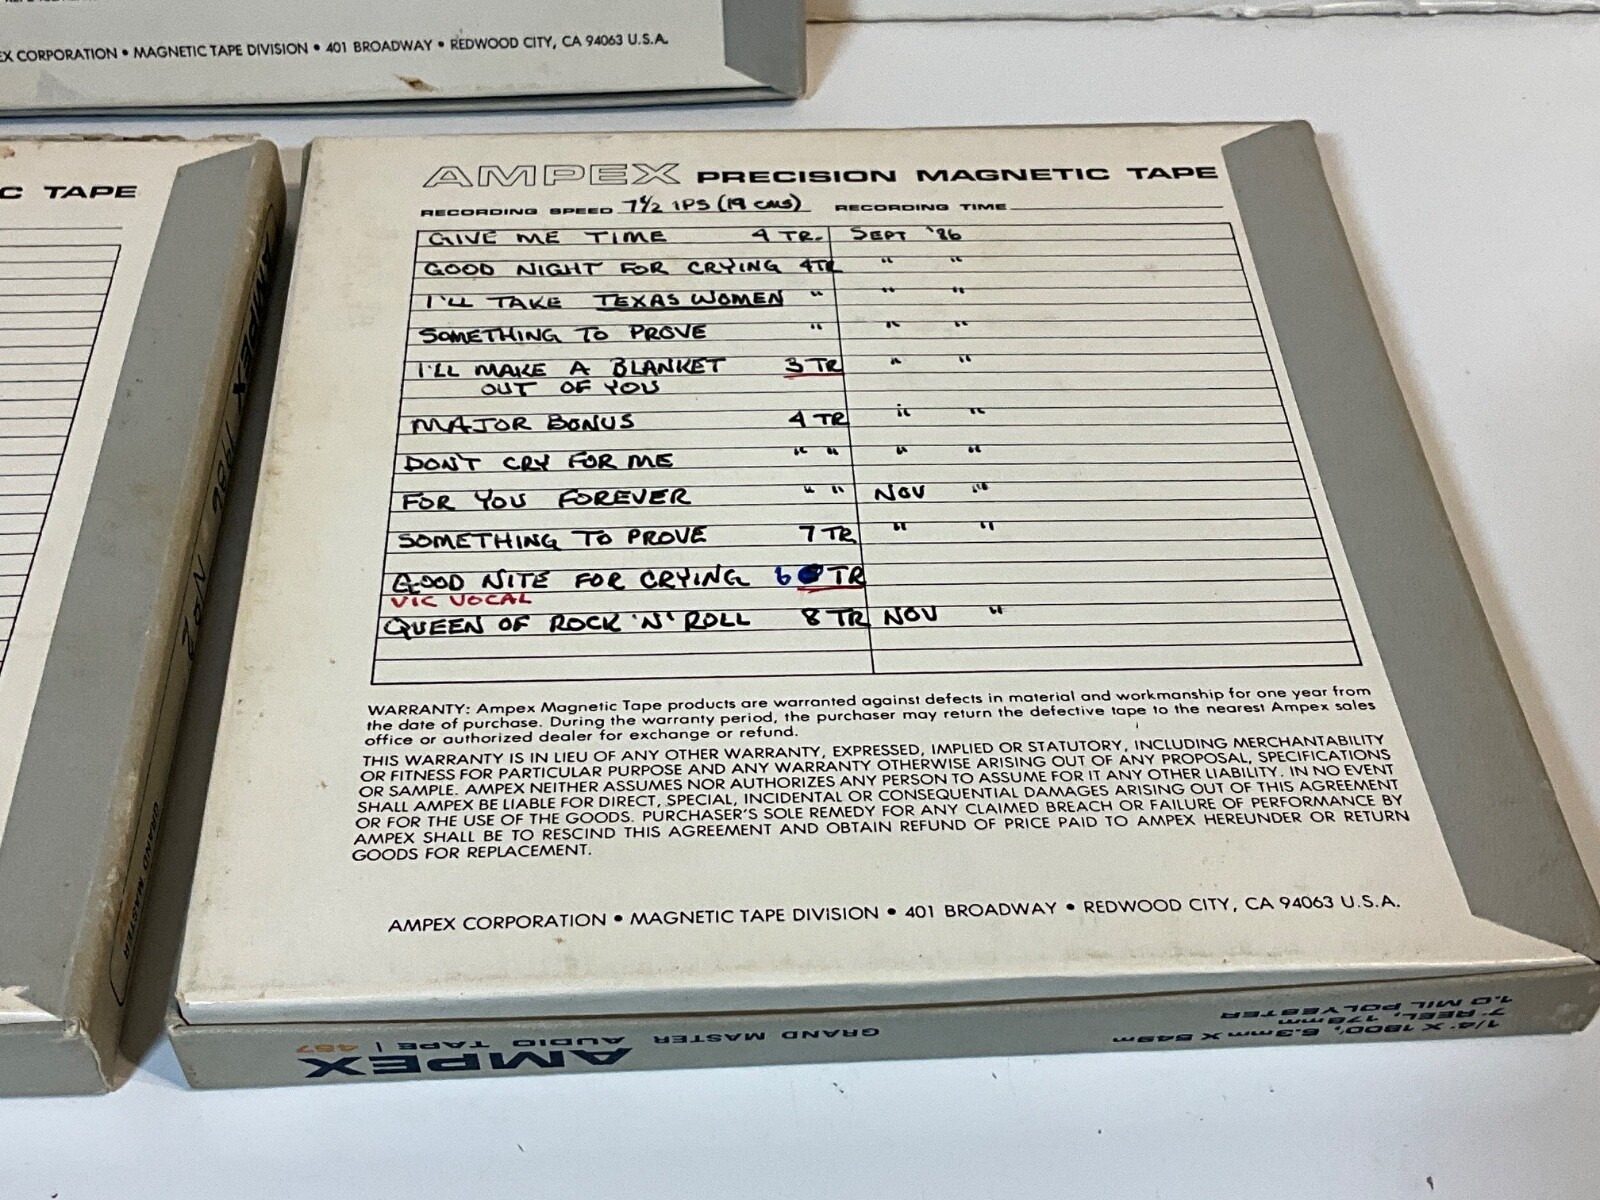 EX CORPORATION • MAGNETIC TAPE DIVISION • 401 BROADWAY • REDWOOD CITY, CA 94063 U.S.A.
C TAPE
AMPEX 1986 NR 2
GRAND MASTER
AMPEX PRECISION MAGNETIC TAPE
RECORDING SPEED 7½ IPS (19 CMS) RECORDING TIME
GIVE ME TIME 4 TR. SEPT '86
GOOD NIGHT FOR CRYING 4TR " "
I'LL TAKE TEXAS WOMEN " " "
SOMETHING TO PROVE " " "
I'LL MAKE A BLANKET 3 TR " "
OUT OF YOU
MAJOR BONUS 4 TR " "
DON'T CRY FOR ME " " " "
FOR YOU FOREVER " " NOV "
SOMETHING TO PROVE 7 TR " "
GOOD NITE FOR CRYING 6 TR
VIC VOCAL
QUEEN OF ROCK 'N' ROLL 8 TR NOV "
WARRANTY: Ampex Magnetic Tape products are warranted against defects in material and workmanship for one year from
the date of purchase. During the warranty period, the purchaser may return the defective tape to the nearest Ampex sales
office or authorized dealer for exchange or refund.
THIS WARRANTY IS IN LIEU OF ANY OTHER WARRANTY, EXPRESSED, IMPLIED OR STATUTORY, INCLUDING MERCHANTABILITY
OR FITNESS FOR PARTICULAR PURPOSE AND ANY WARRANTY OTHERWISE ARISING OUT OF ANY PROPOSAL, SPECIFICATIONS
OR SAMPLE. AMPEX NEITHER ASSUMES NOR AUTHORIZES ANY PERSON TO ASSUME FOR IT ANY OTHER LIABILITY. IN NO EVENT
SHALL AMPEX BE LIABLE FOR DIRECT, SPECIAL, INCIDENTAL OR CONSEQUENTIAL DAMAGES ARISING OUT OF THIS AGREEMENT
OR FOR THE USE OF THE GOODS. PURCHASER'S SOLE REMEDY FOR ANY CLAIMED BREACH OR FAILURE OF PERFORMANCE BY
AMPEX SHALL BE TO RESCIND THIS AGREEMENT AND OBTAIN REFUND OF PRICE PAID TO AMPEX HEREUNDER OR RETURN
GOODS FOR REPLACEMENT.
AMPEX CORPORATION • MAGNETIC TAPE DIVISION • 401 BROADWAY • REDWOOD CITY, CA 94063 U.S.A.
1/4" X 1800', 6.3mm X 549m
7" REEL, 178mm
1.0 MIL POLYESTER
GRAND MASTER AUDIO TAPE | 457
AMPEX